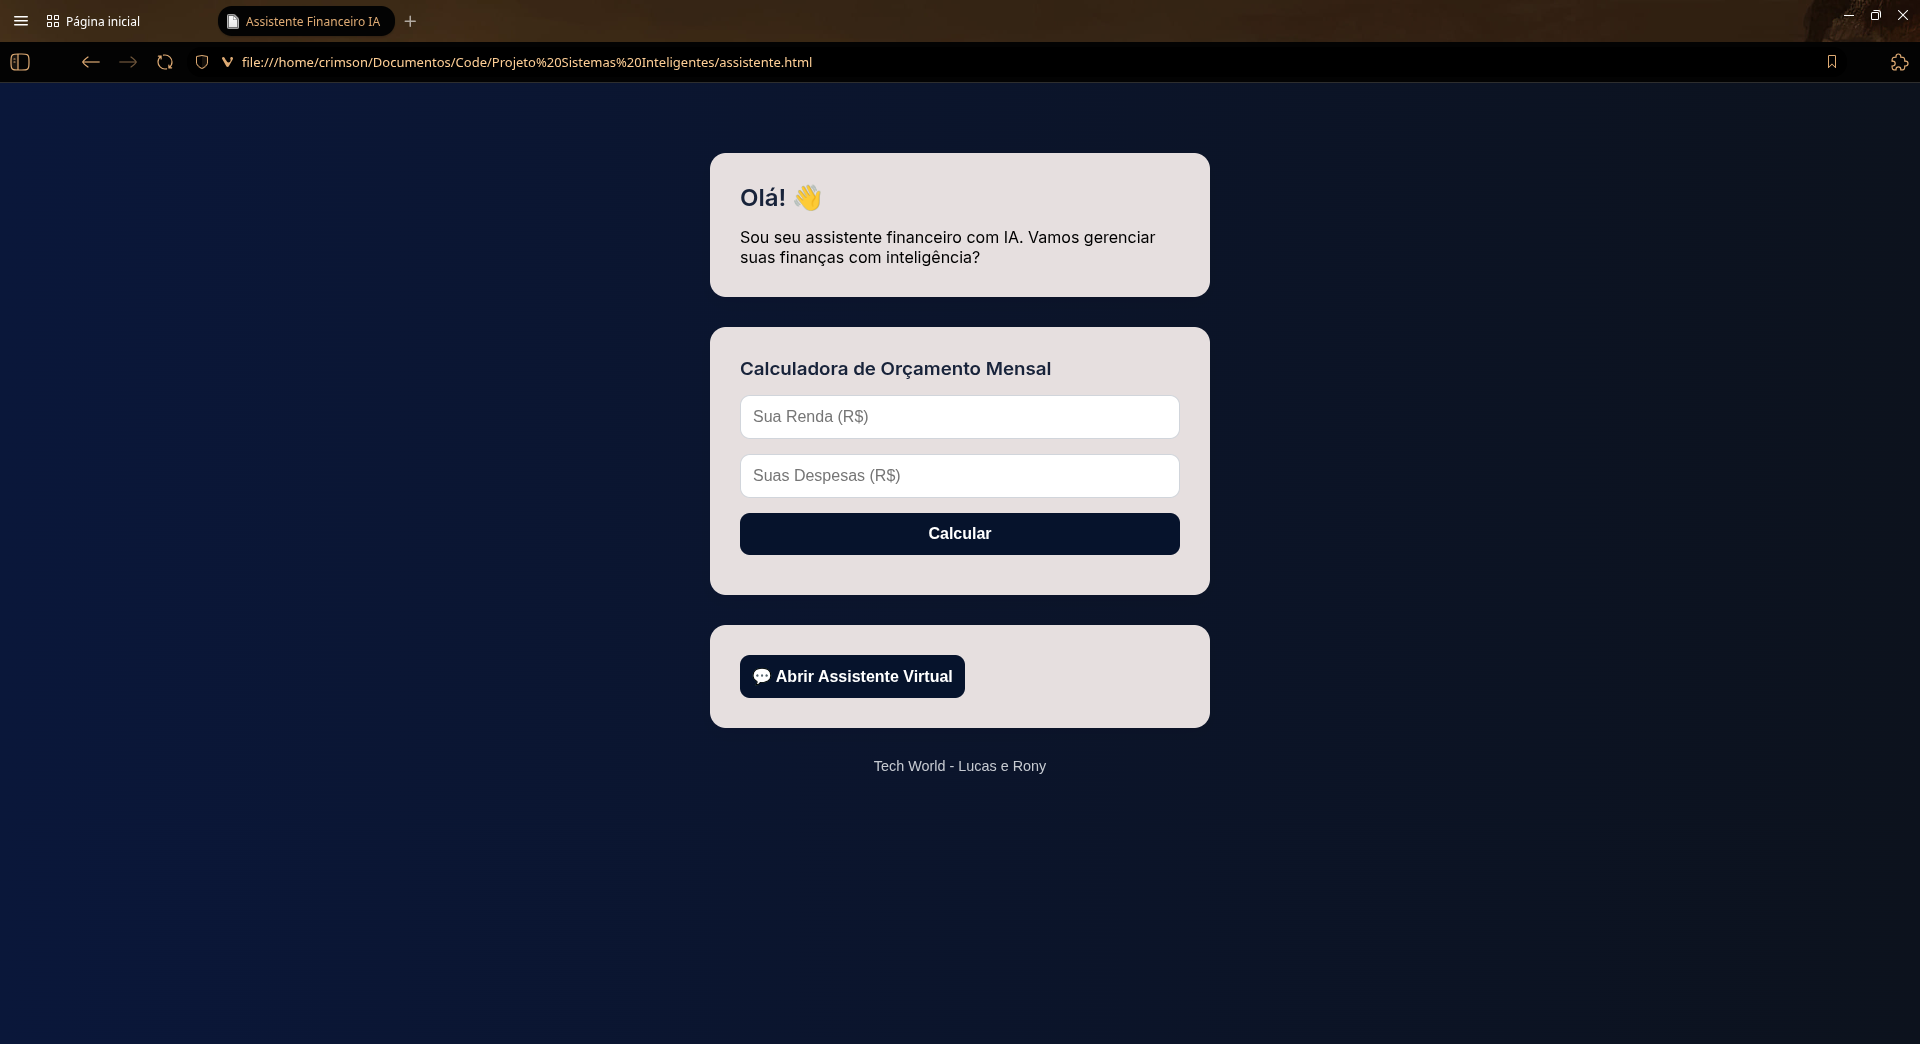 Página inicial
Assistente Financeiro IA
file:///home/crimson/Documentos/Code/Projeto%20Sistemas%20Inteligentes/assistente.html
Olá! 👋
Sou seu assistente financeiro com IA. Vamos gerenciar
suas finanças com inteligência?
Calculadora de Orçamento Mensal
Sua Renda (R$)
Suas Despesas (R$)
Calcular
💬 Abrir Assistente Virtual
Tech World - Lucas e Rony